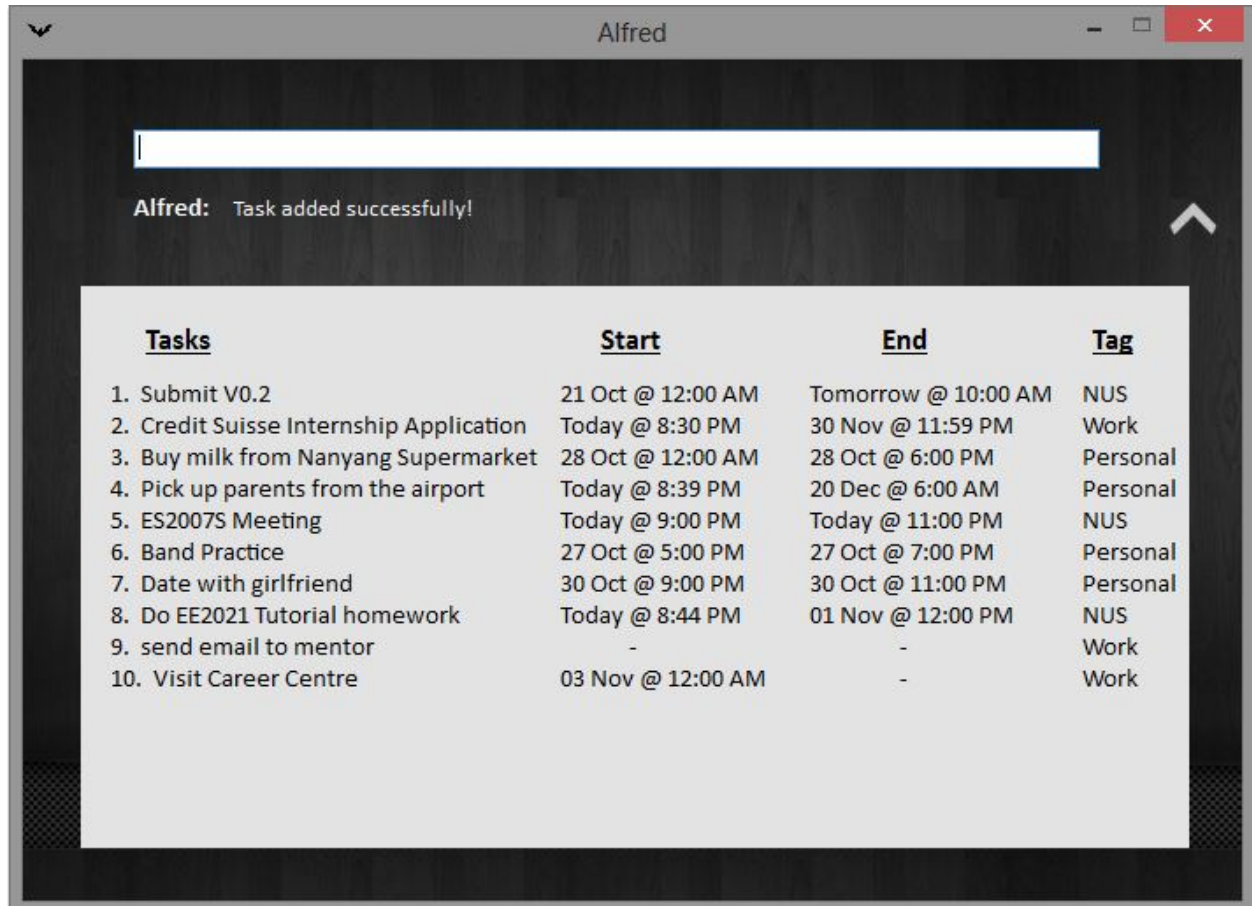 Alfred
Alfred: Task added successfully!
Tasks Start End Tag
1. Submit V0.2 21 Oct @ 12:00 AM Tomorrow @ 10:00 AM NUS
2. Credit Suisse Internship Application Today @ 8:30 PM 30 Nov @ 11:59 PM Work
3. Buy milk from Nanyang Supermarket 28 Oct @ 12:00 AM 28 Oct @ 6:00 PM Personal
4. Pick up parents from the airport Today @ 8:39 PM 20 Dec @ 6:00 AM Personal
5. ES2007S Meeting Today @ 9:00 PM Today @ 11:00 PM NUS
6. Band Practice 27 Oct @ 5:00 PM 27 Oct @ 7:00 PM Personal
7. Date with girlfriend 30 Oct @ 9:00 PM 30 Oct @ 11:00 PM Personal
8. Do EE2021 Tutorial homework Today @ 8:44 PM 01 Nov @ 12:00 PM NUS
9. send email to mentor - - Work
10. Visit Career Centre 03 Nov @ 12:00 AM - Work